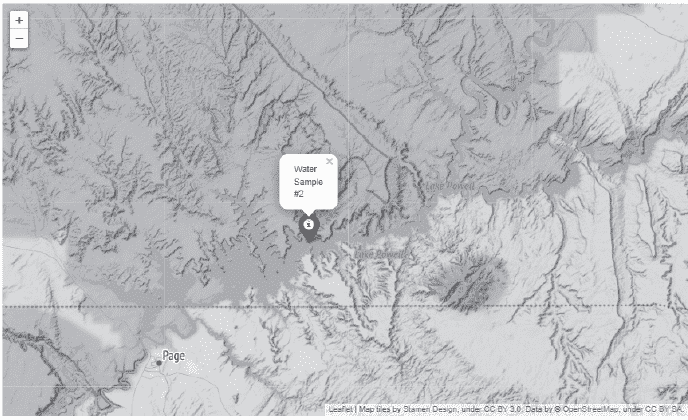 +
−
×
Water
Sample
#2
Lake Powell
Lake Powell
Page
Leaflet | Map tiles by Stamen Design, under CC BY 3.0. Data by © OpenStreetMap, under CC BY SA.